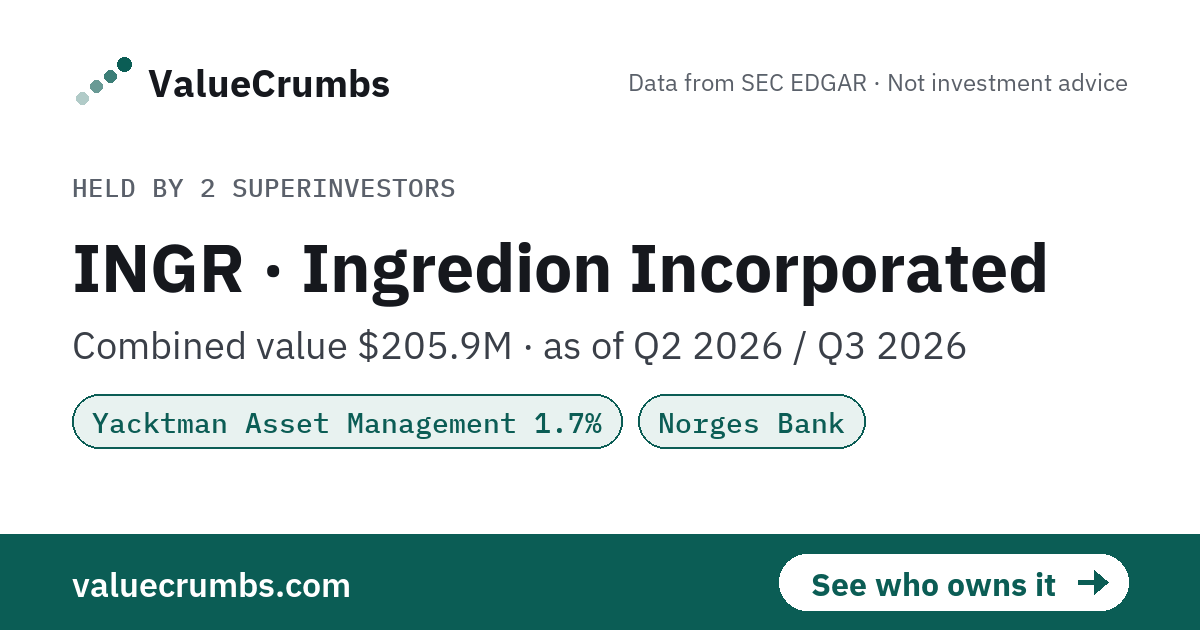 ValueCrumbs
Data from SEC EDGAR · Not investment advice
HELD BY 2 SUPERINVESTORS
INGR · Ingredion Incorporated
Combined value $205.9M · as of Q2 2026 / Q3 2026
Yacktman Asset Management 1.7%
Norges Bank
valuecrumbs.com
See who owns it →